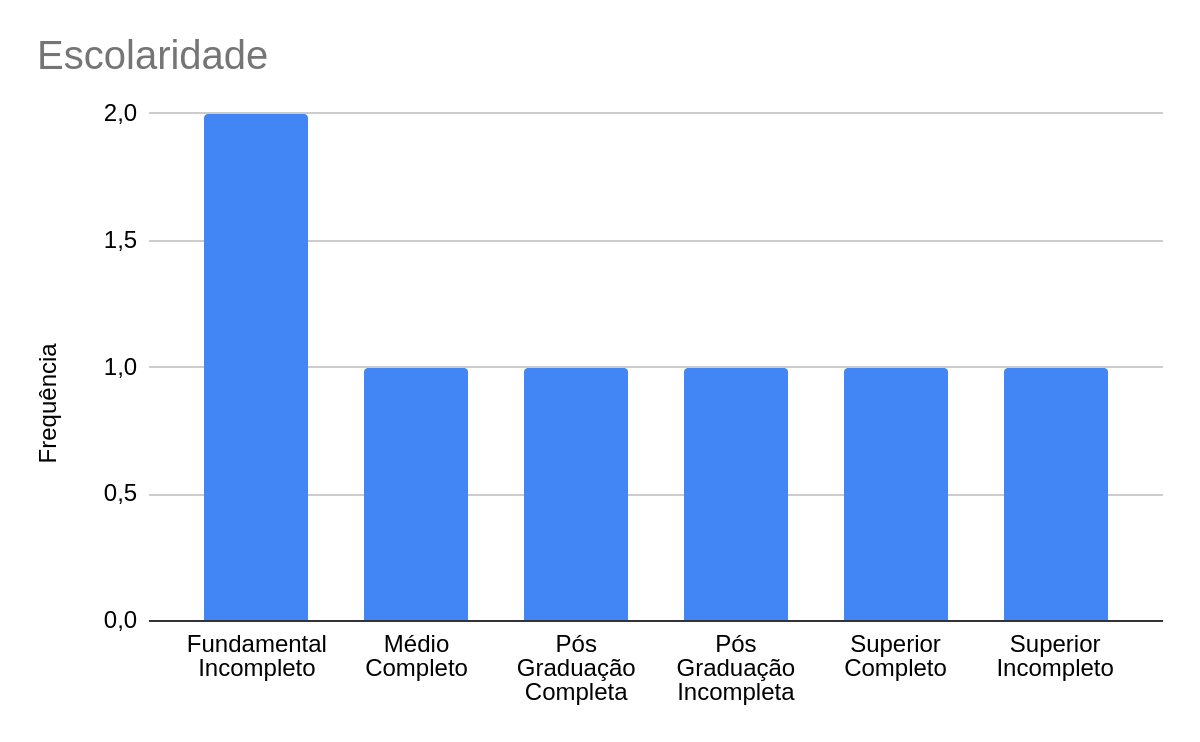 Escolaridade
2,0
1,5
1,0
0,5
0,0
Frequência
Fundamental
Incompleto
Médio
Completo
Pós
Graduação
Completa
Pós
Graduação
Incompleta
Superior
Completo
Superior
Incompleto